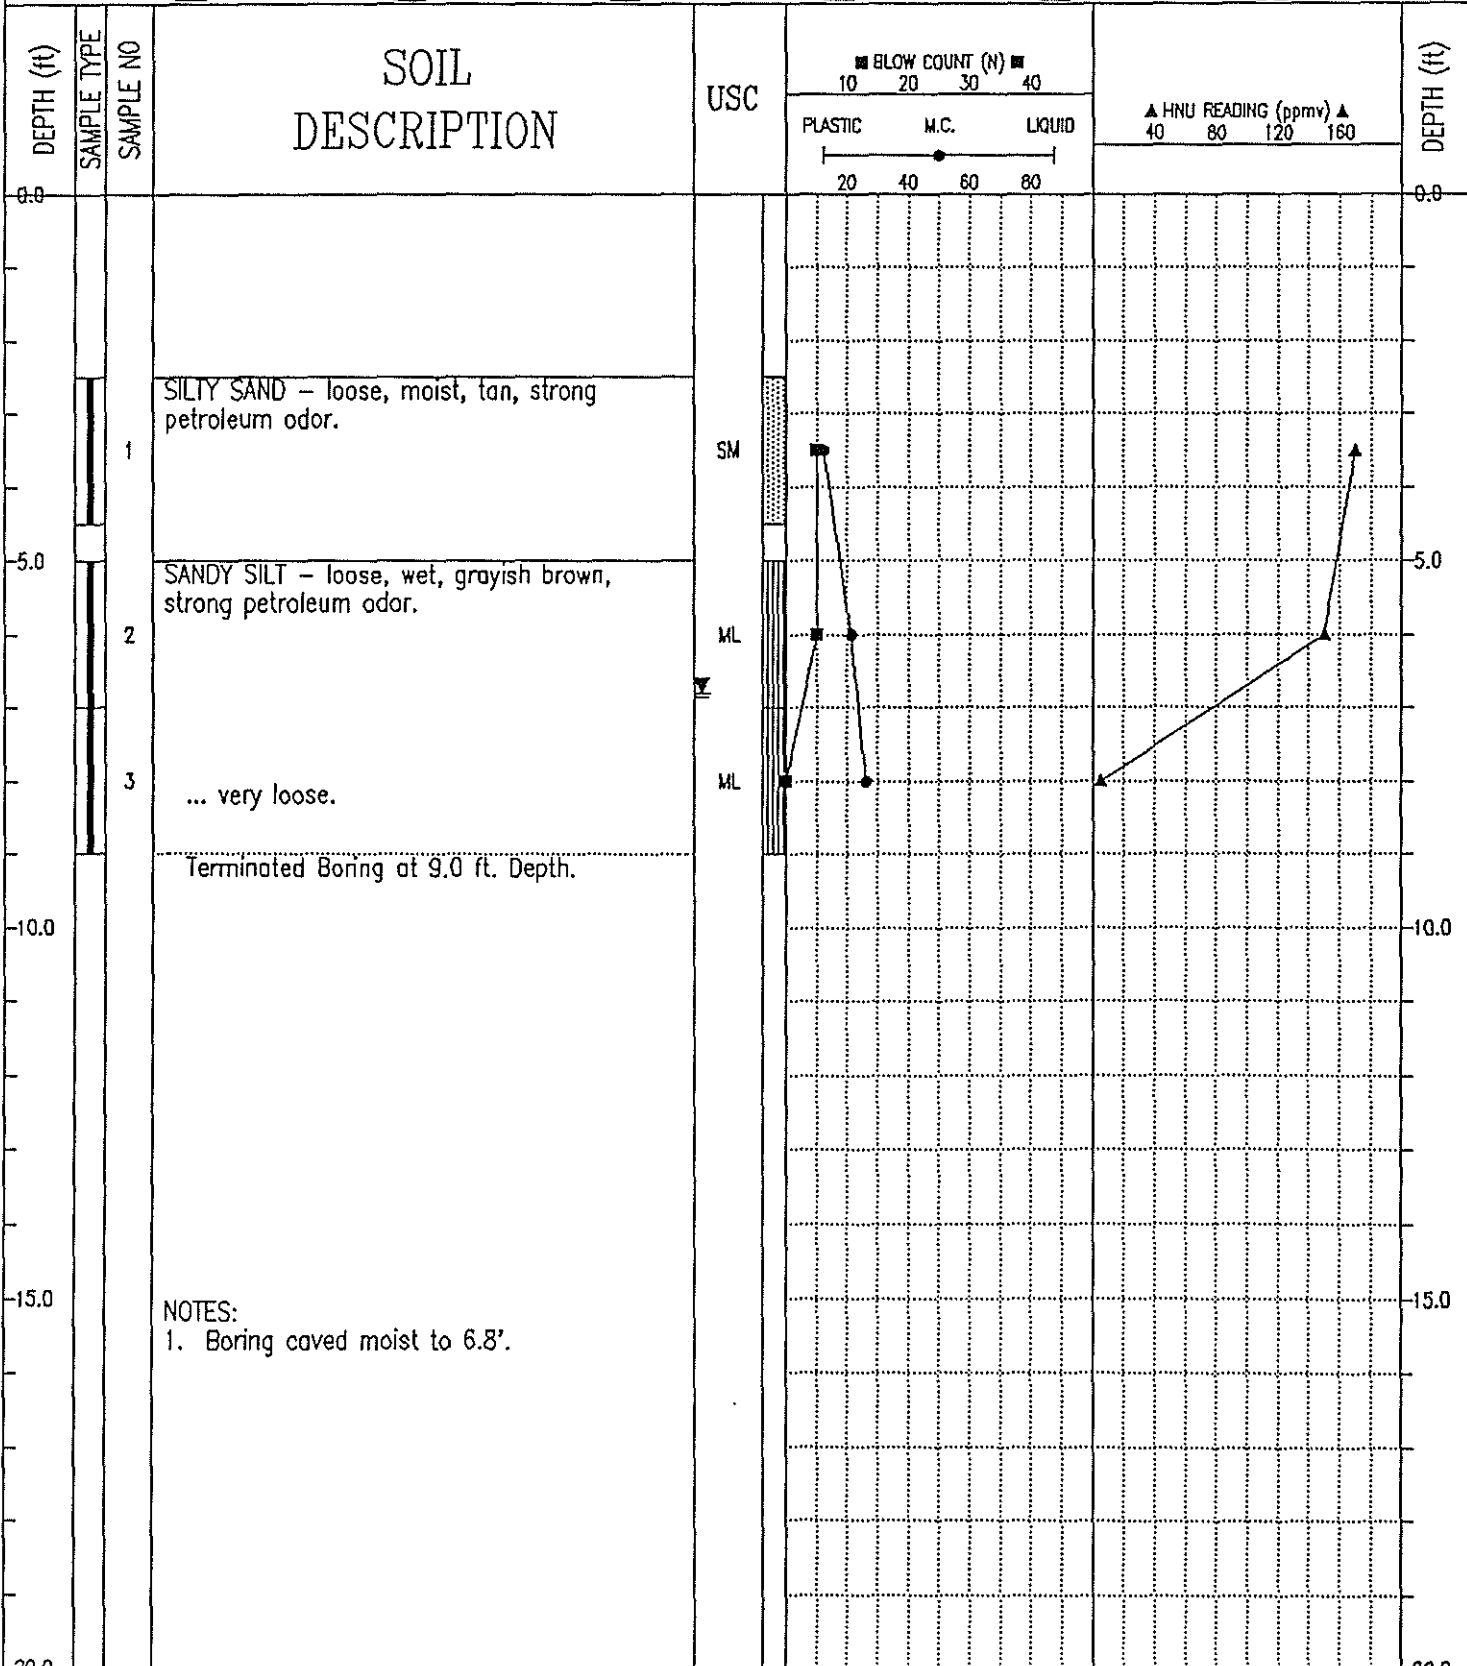 DEPTH (ft)
SAMPLE TYPE
SAMPLE NO
SOIL
DESCRIPTION
USC
BLOW COUNT (N)
10 20 30 40
PLASTIC M.C. LIQUID
20 40 60 80
HNU READING (ppmv)
40 80 120 160
DEPTH (ft)
0.0 0.0
SILTY SAND – loose, moist, tan, strong
petroleum odor.
1 SM
5.0 5.0
SANDY SILT – loose, wet, grayish brown,
strong petroleum odor.
2 ML
3 ML
... very loose.
Terminated Boring at 9.0 ft. Depth.
10.0 10.0
15.0 15.0
NOTES:
1. Boring caved moist to 6.8'.